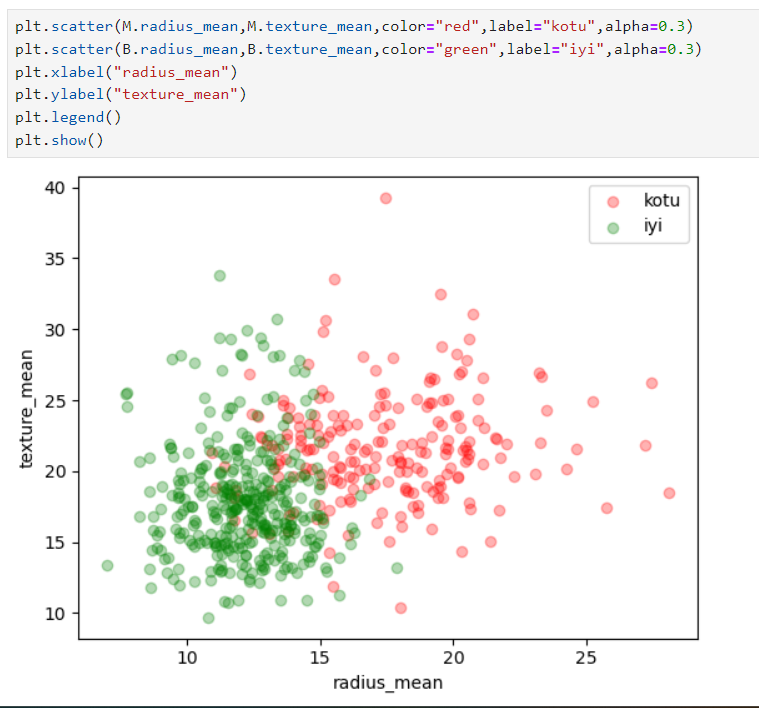 plt.scatter(M.radius_mean,M.texture_mean,color="red",label="kotu",alpha=0.3)
plt.scatter(B.radius_mean,B.texture_mean,color="green",label="iyi",alpha=0.3)
plt.xlabel("radius_mean")
plt.ylabel("texture_mean")
plt.legend()
plt.show()
kotu
iyi
40
35
30
25
20
15
10
texture_mean
10 15 20 25
radius_mean